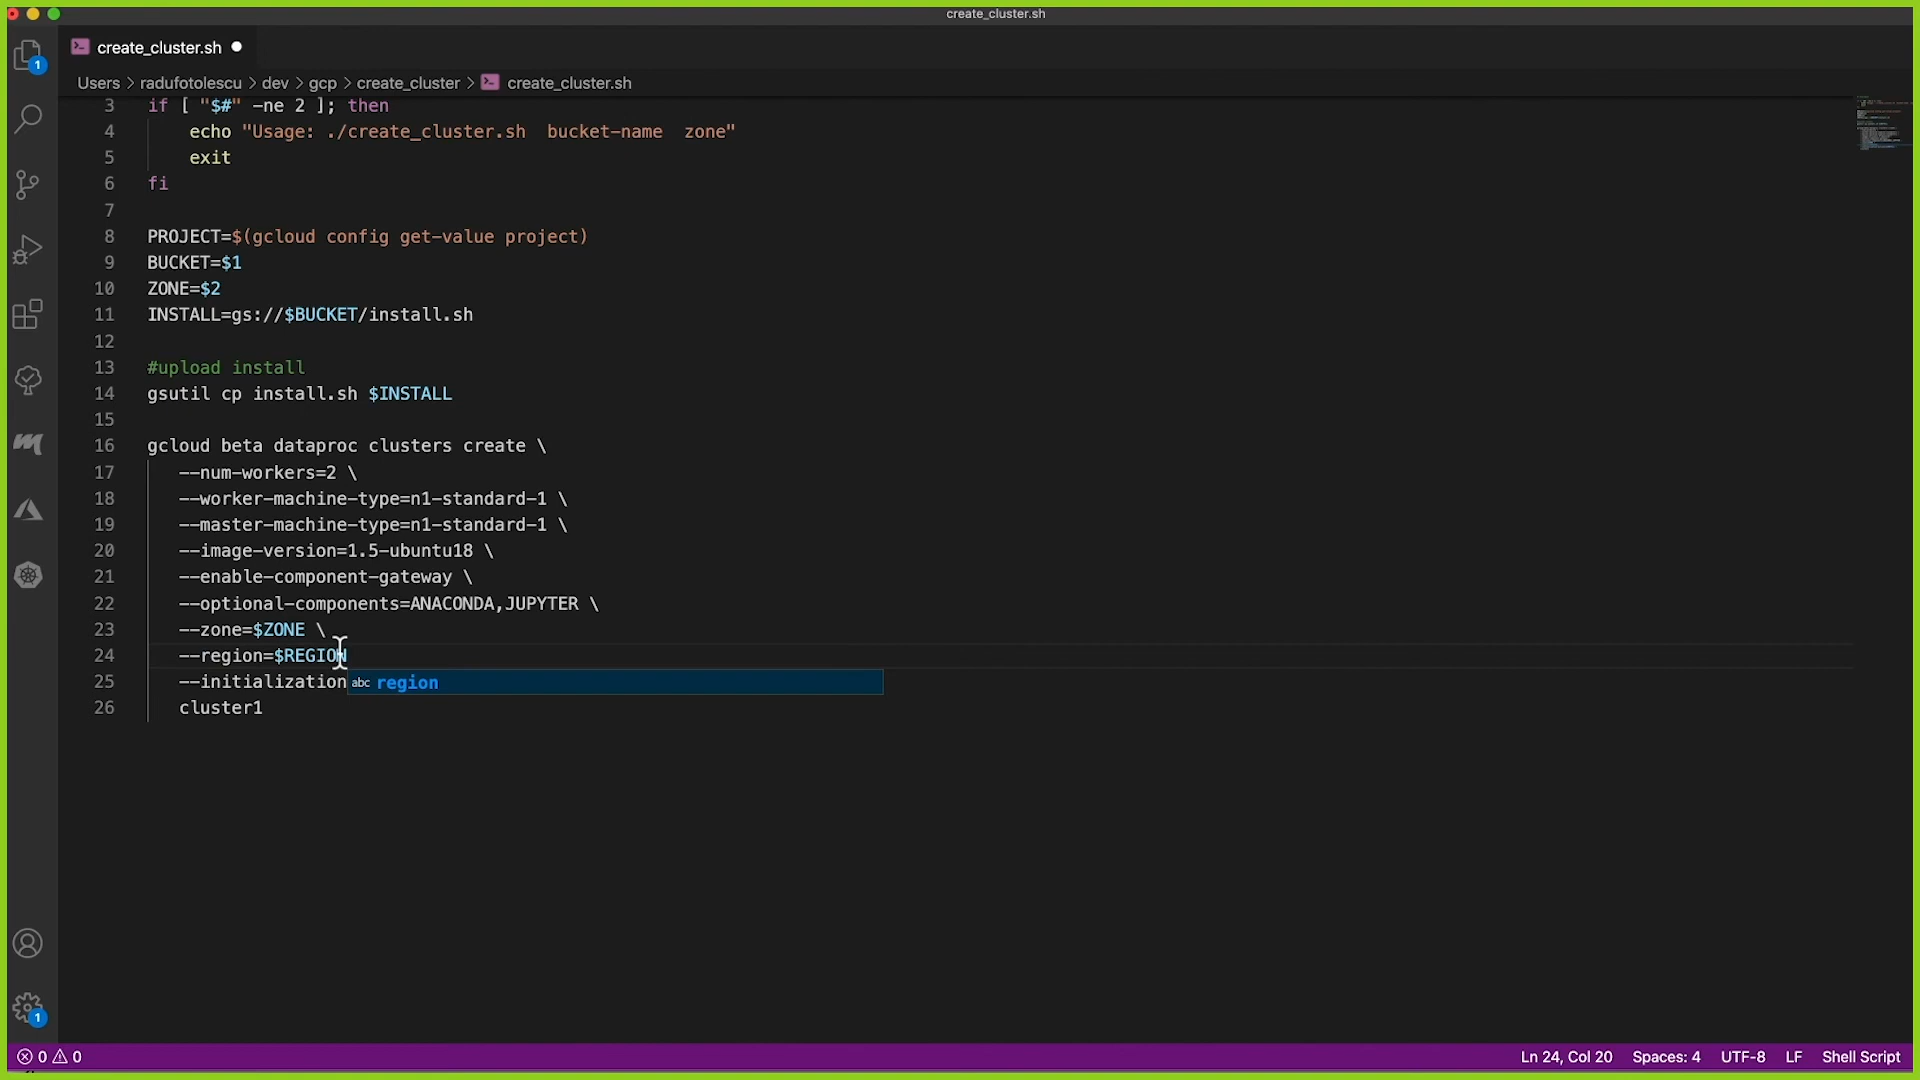 create_cluster.sh
create_cluster.sh
1
Users > radufotolescu > dev > gcp > create_cluster > create_cluster.sh
3 if [ "$#" -ne 2 ]; then
4 echo "Usage: ./create_cluster.sh  bucket-name  zone"
5 exit
6 fi
7
8 PROJECT=$(gcloud config get-value project)
9 BUCKET=$1
10 ZONE=$2
11 INSTALL=gs://$BUCKET/install.sh
12
13 #upload install
14 gsutil cp install.sh $INSTALL
15
16 gcloud beta dataproc clusters create \
17 --num-workers=2 \
18 --worker-machine-type=n1-standard-1 \
19 --master-machine-type=n1-standard-1 \
20 --image-version=1.5-ubuntu18 \
21 --enable-component-gateway \
22 --optional-components=ANACONDA,JUPYTER \
23 --zone=$ZONE \
24 --region=$REGION
25 --initialization abc region
26 cluster1
1
0 0 Ln 24, Col 20 Spaces: 4 UTF-8 LF Shell Script